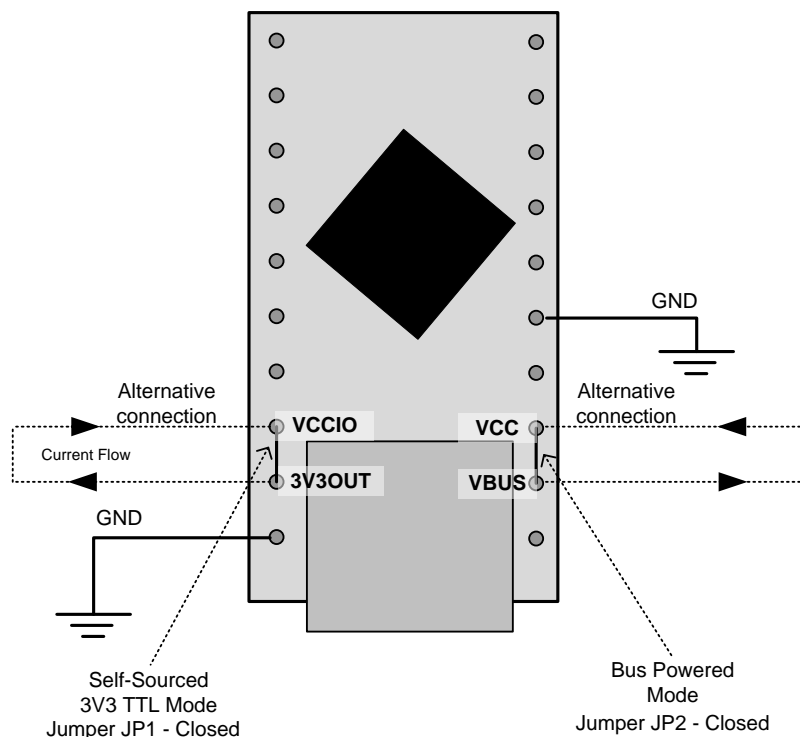 GND
Alternative
connection
Alternative
connection
VCCIO
VCC
Current Flow
3V3OUT
VBUS
GND
Self-Sourced
3V3 TTL Mode
Jumper JP1 - Closed
Bus Powered
Mode
Jumper JP2 - Closed